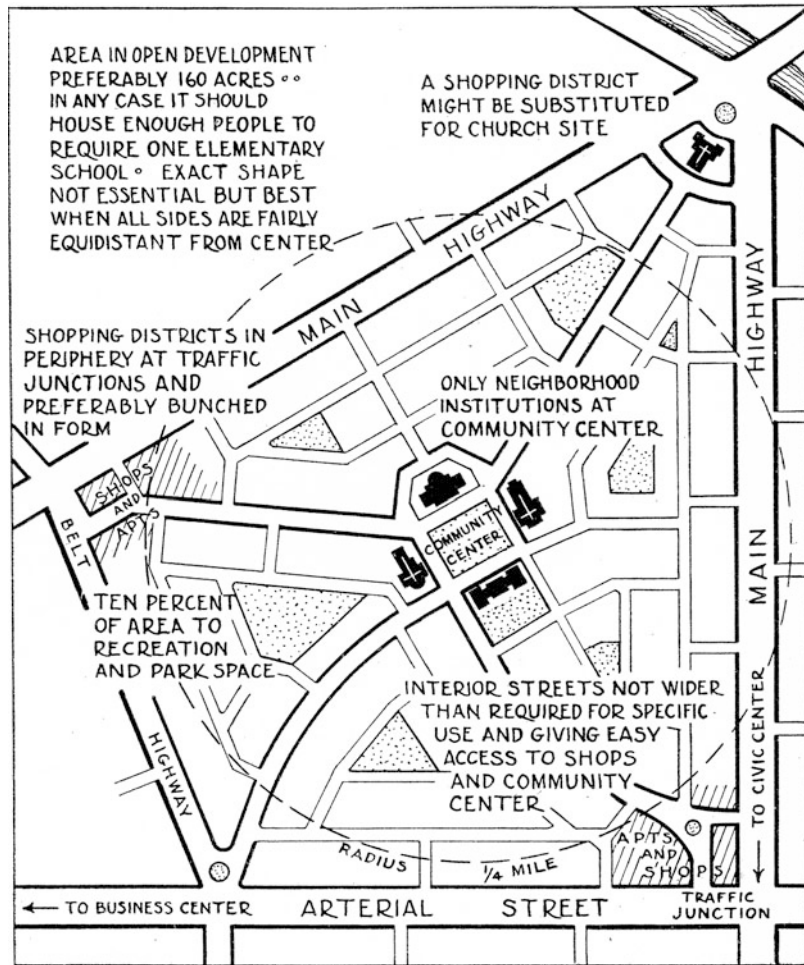 AREA IN OPEN DEVELOPMENT
PREFERABLY 160 ACRES · ·
IN ANY CASE IT SHOULD
HOUSE ENOUGH PEOPLE TO
REQUIRE ONE ELEMENTARY
SCHOOL · EXACT SHAPE
NOT ESSENTIAL BUT BEST
WHEN ALL SIDES ARE FAIRLY
EQUIDISTANT FROM CENTER
A SHOPPING DISTRICT
MIGHT BE SUBSTITUTED
FOR CHURCH SITE
MAIN HIGHWAY
SHOPPING DISTRICTS IN
PERIPHERY AT TRAFFIC
JUNCTIONS AND
PREFERABLY BUNCHED
IN FORM
ONLY NEIGHBORHOOD
INSTITUTIONS AT
COMMUNITY CENTER
HIGHWAY
MAIN
SHOPS
AND
APTS
BELT
HIGHWAY
COMMUNITY
CENTER
TEN PERCENT
OF AREA TO
RECREATION
AND PARK SPACE
INTERIOR STREETS NOT WIDER
THAN REQUIRED FOR SPECIFIC
USE AND GIVING EASY
ACCESS TO SHOPS
AND COMMUNITY
CENTER
TO CIVIC CENTER
RADIUS 1/4 MILE
APTS
AND
SHOPS
← TO BUSINESS CENTER
ARTERIAL STREET
TRAFFIC
JUNCTION